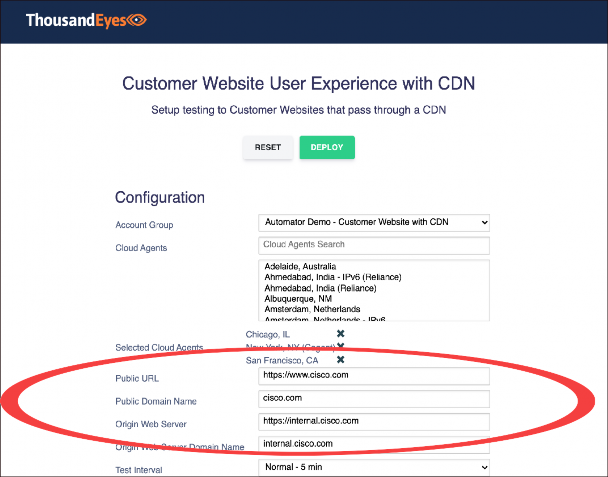 ThousandEyes
Customer Website User Experience with CDN
Setup testing to Customer Websites that pass through a CDN
RESET DEPLOY
Configuration
Account Group Automator Demo - Customer Website with CDN
Cloud Agents Cloud Agents Search
Adelaide, Australia
Ahmedabad, India - IPv6 (Reliance)
Ahmedabad, India (Reliance)
Albuquerque, NM
Amsterdam, Netherlands
Amsterdam, Netherlands - IPv6
Chicago, IL
Selected Cloud Agents New York, NY (Cogent)
San Francisco, CA
Public URL https://www.cisco.com
Public Domain Name cisco.com
Origin Web Server https://internal.cisco.com
Origin Web Server Domain Name internal.cisco.com
Test Interval Normal - 5 min